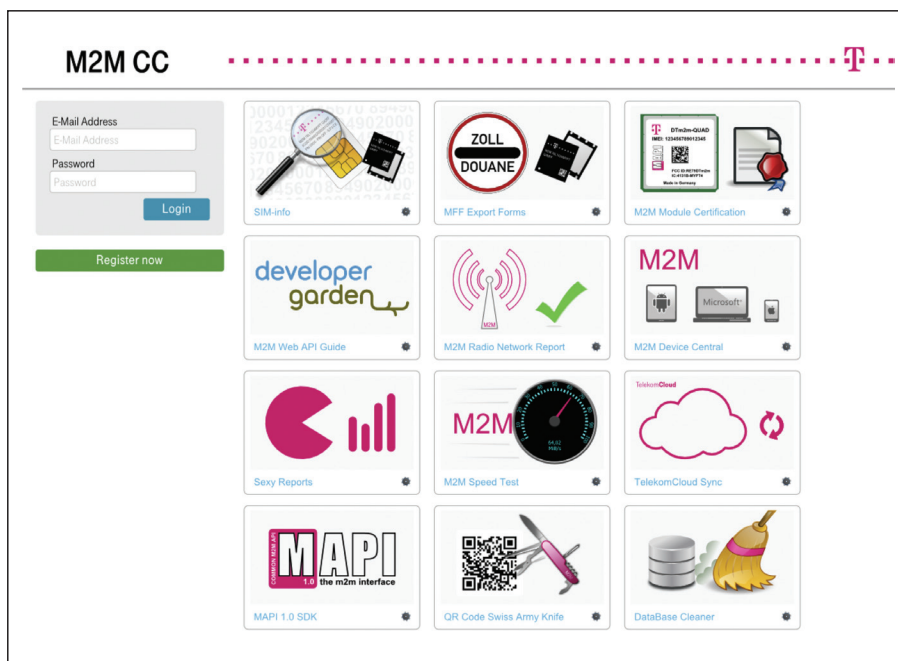 M2M CC
T
E-Mail Address
E-Mail Address
Password
Password
Login
Register now
SIM-info
ZOLL
DOUANE
MFF Export Forms
DTm2m-QUAD
IMEI: 123456789012345
MAPI
Made in Germany
M2M Module Certification
developer
garden
M2M Web API Guide
M2M
M2M Radio Network Report
M2M
Microsoft
M2M Device Central
Sexy Reports
M2M
M2M Speed Test
TelekomCloud
TelekomCloud Sync
COMMON M2M API
MAPI
1.0 the m2m interface
MAPI 1.0 SDK
QR Code Swiss Army Knife
DataBase Cleaner